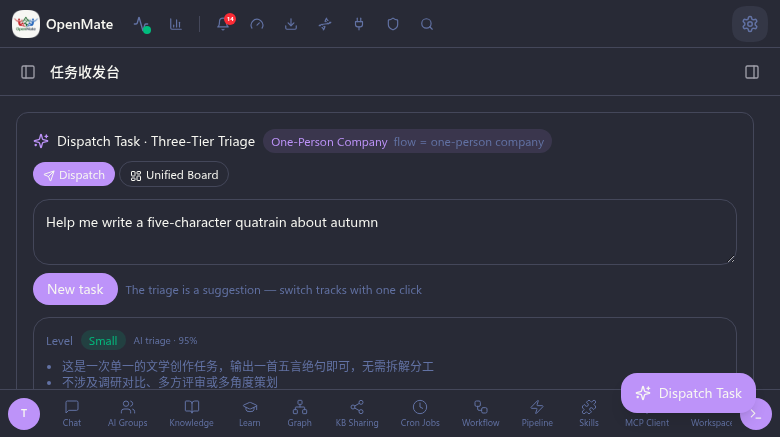 OpenMate
14
任务收发台
Dispatch Task · Three-Tier Triage One-Person Company flow = one-person company
Dispatch Unified Board
Help me write a five-character quatrain about autumn
New task The triage is a suggestion — switch tracks with one click
Level Small AI triage · 95%
• 这是一次单一的文学创作任务，输出一首五言绝句即可，无需拆解分工
• 不涉及调研对比、多方评审或多角度策划
Dispatch Task
T Chat AI Groups Knowledge Learn Graph KB Sharing Cron Jobs Workflow Pipeline Skills MCP Client Workspace